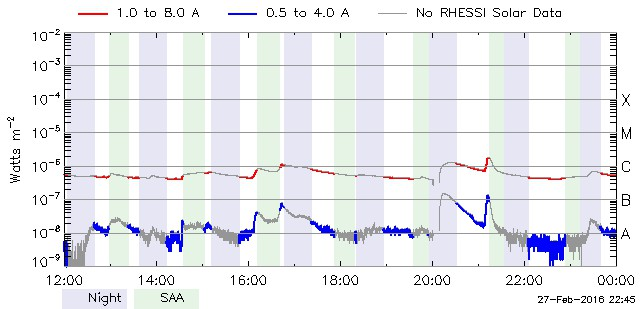 1.0 to 8.0 A   0.5 to 4.0 A   No RHESSI Solar Data
10-2
10-3
10-4 X
10-5 M
10-6 C
10-7 B
10-8 A
10-9
Watts m-2
12:00 14:00 16:00 18:00 20:00 22:00 00:00
Night SAA 27-Feb-2016 22:45